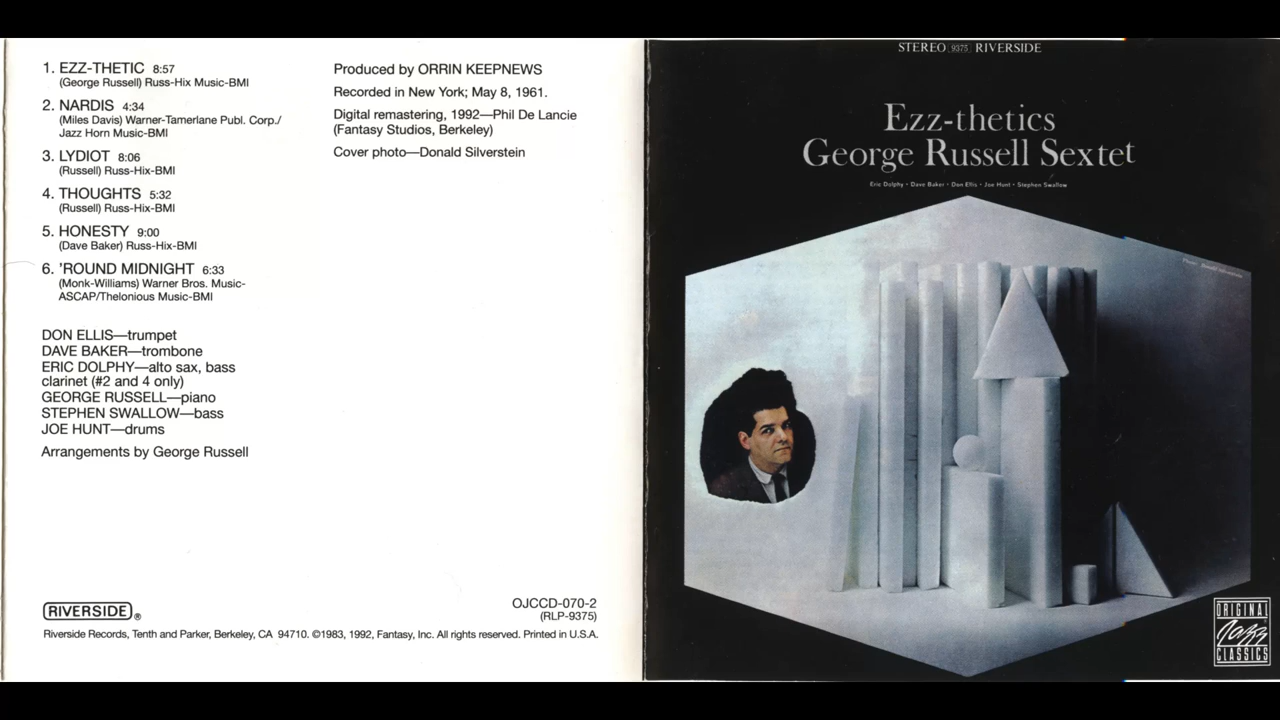 1. EZZ-THETIC 8:57
(George Russell) Russ-Hix Music-BMI
2. NARDIS 4:34
(Miles Davis) Warner-Tamerlane Publ. Corp./
Jazz Horn Music-BMI
3. LYDIOT 8:06
(Russell) Russ-Hix-BMI
4. THOUGHTS 5:32
(Russell) Russ-Hix-BMI
5. HONESTY 9:00
(Dave Baker) Russ-Hix-BMI
6. 'ROUND MIDNIGHT 6:33
(Monk-Williams) Warner Bros. Music-
ASCAP/Thelonious Music-BMI
DON ELLIS—trumpet
DAVE BAKER—trombone
ERIC DOLPHY—alto sax, bass
clarinet (#2 and 4 only)
GEORGE RUSSELL—piano
STEPHEN SWALLOW—bass
JOE HUNT—drums
Arrangements by George Russell
Produced by ORRIN KEEPNEWS
Recorded in New York; May 8, 1961.
Digital remastering, 1992—Phil De Lancie
(Fantasy Studios, Berkeley)
Cover photo—Donald Silverstein
RIVERSIDE®
OJCCD-070-2
(RLP-9375)
Riverside Records, Tenth and Parker, Berkeley, CA 94710. ©1983, 1992, Fantasy, Inc. All rights reserved. Printed in U.S.A.
STEREO 9375 RIVERSIDE
Ezz-thetics
George Russell Sextet
Eric Dolphy • Dave Baker • Don Ellis • Joe Hunt • Stephen Swallow
ORIGINAL
Jazz
CLASSICS